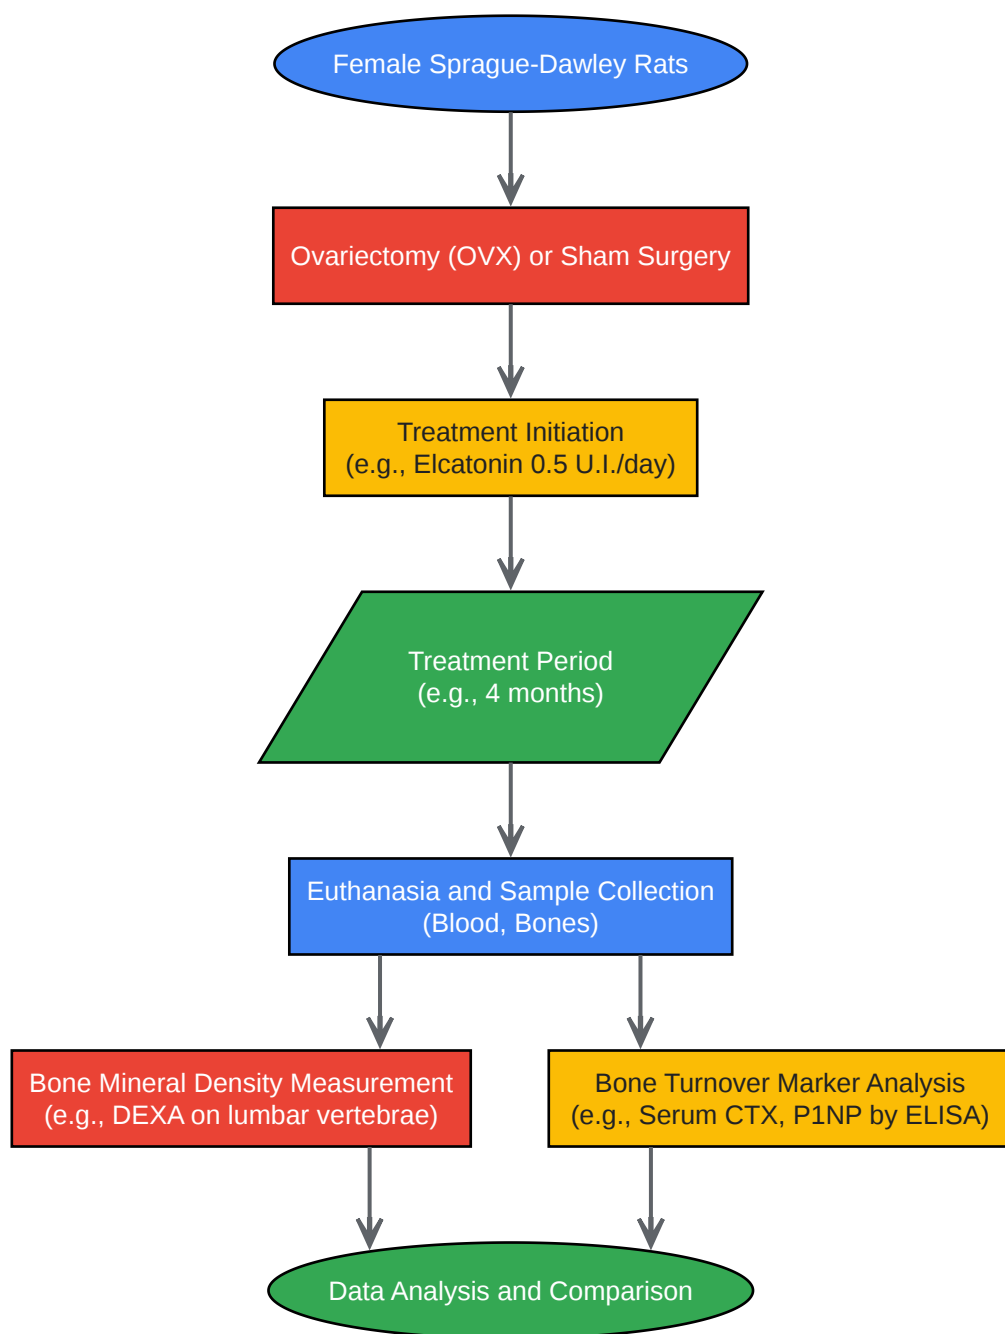 Female Sprague-Dawley Rats
Ovariectomy (OVX) or Sham Surgery
Treatment Initiation
(e.g., Elcatonin 0.5 U.I./day)
Treatment Period
(e.g., 4 months)
Euthanasia and Sample Collection
(Blood, Bones)
Bone Mineral Density Measurement
(e.g., DEXA on lumbar vertebrae)
Bone Turnover Marker Analysis
(e.g., Serum CTX, P1NP by ELISA)
Data Analysis and Comparison